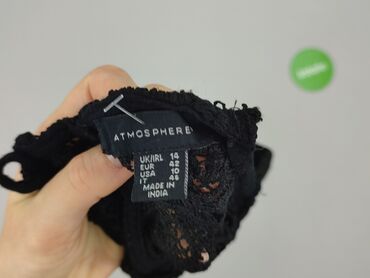 ATMOSPHERE
UK/IRL 14
EUR 42
USA 10
IT 46
MADE IN
INDIA